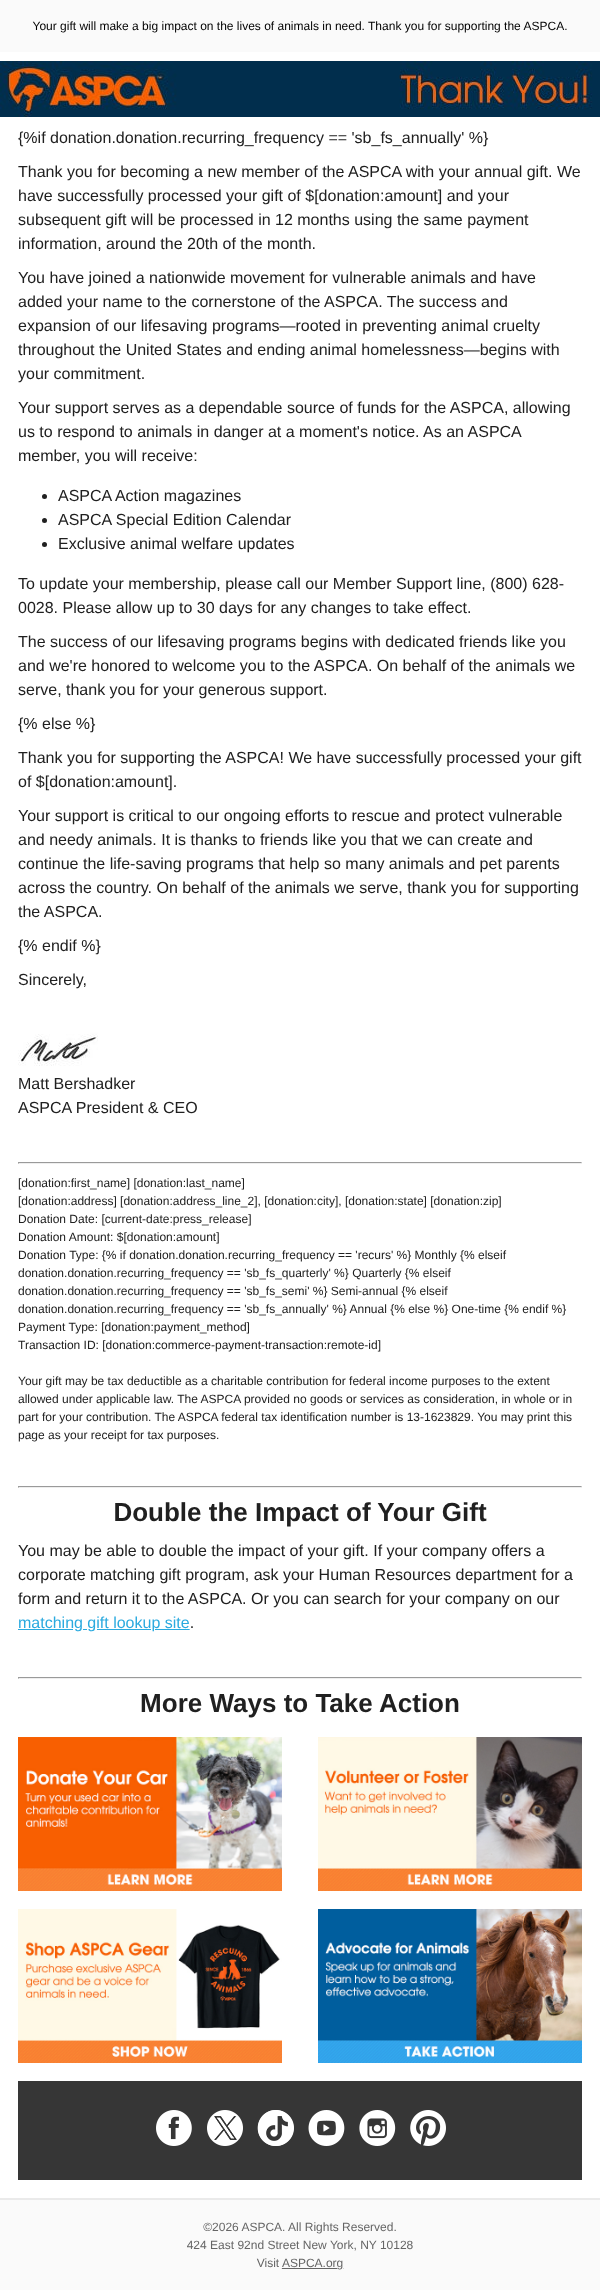 Your gift will make a big impact on the lives of animals in need. Thank you for supporting the ASPCA.
ASPCA
Thank You!
{%if donation.donation.recurring_frequency == 'sb_fs_annually' %}
Thank you for becoming a new member of the ASPCA with your annual gift. We
have successfully processed your gift of $[donation:amount] and your
subsequent gift will be processed in 12 months using the same payment
information, around the 20th of the month.
You have joined a nationwide movement for vulnerable animals and have
added your name to the cornerstone of the ASPCA. The success and
expansion of our lifesaving programs—rooted in preventing animal cruelty
throughout the United States and ending animal homelessness—begins with
your commitment.
Your support serves as a dependable source of funds for the ASPCA, allowing
us to respond to animals in danger at a moment's notice. As an ASPCA
member, you will receive:
• ASPCA Action magazines
• ASPCA Special Edition Calendar
• Exclusive animal welfare updates
To update your membership, please call our Member Support line, (800) 628-
0028. Please allow up to 30 days for any changes to take effect.
The success of our lifesaving programs begins with dedicated friends like you
and we're honored to welcome you to the ASPCA. On behalf of the animals we
serve, thank you for your generous support.
{% else %}
Thank you for supporting the ASPCA! We have successfully processed your gift
of $[donation:amount].
Your support is critical to our ongoing efforts to rescue and protect vulnerable
and needy animals. It is thanks to friends like you that we can create and
continue the life-saving programs that help so many animals and pet parents
across the country. On behalf of the animals we serve, thank you for supporting
the ASPCA.
{% endif %}
Sincerely,
Matt
Matt Bershadker
ASPCA President & CEO
[donation:first_name] [donation:last_name]
[donation:address] [donation:address_line_2], [donation:city], [donation:state] [donation:zip]
Donation Date: [current-date:press_release]
Donation Amount: $[donation:amount]
Donation Type: {% if donation.donation.recurring_frequency == 'recurs' %} Monthly {% elseif
donation.donation.recurring_frequency == 'sb_fs_quarterly' %} Quarterly {% elseif
donation.donation.recurring_frequency == 'sb_fs_semi' %} Semi-annual {% elseif
donation.donation.recurring_frequency == 'sb_fs_annually' %} Annual {% else %} One-time {% endif %}
Payment Type: [donation:payment_method]
Transaction ID: [donation:commerce-payment-transaction:remote-id]
Your gift may be tax deductible as a charitable contribution for federal income purposes to the extent
allowed under applicable law. The ASPCA provided no goods or services as consideration, in whole or in
part for your contribution. The ASPCA federal tax identification number is 13-1623829. You may print this
page as your receipt for tax purposes.
Double the Impact of Your Gift
You may be able to double the impact of your gift. If your company offers a
corporate matching gift program, ask your Human Resources department for a
form and return it to the ASPCA. Or you can search for your company on our
matching gift lookup site.
More Ways to Take Action
Donate Your Car
Turn your used car into a
charitable contribution for
animals!
LEARN MORE
Volunteer or Foster
Want to get involved to
help animals in need?
LEARN MORE
Shop ASPCA Gear
Purchase exclusive ASPCA
gear and be a voice for
animals in need.
RESCUING
SINCE 1866
ANIMALS
ASPCA
SHOP NOW
Advocate for Animals
Speak up for animals and
learn how to be a strong,
effective advocate.
TAKE ACTION
©2026 ASPCA. All Rights Reserved.
424 East 92nd Street New York, NY 10128
Visit ASPCA.org